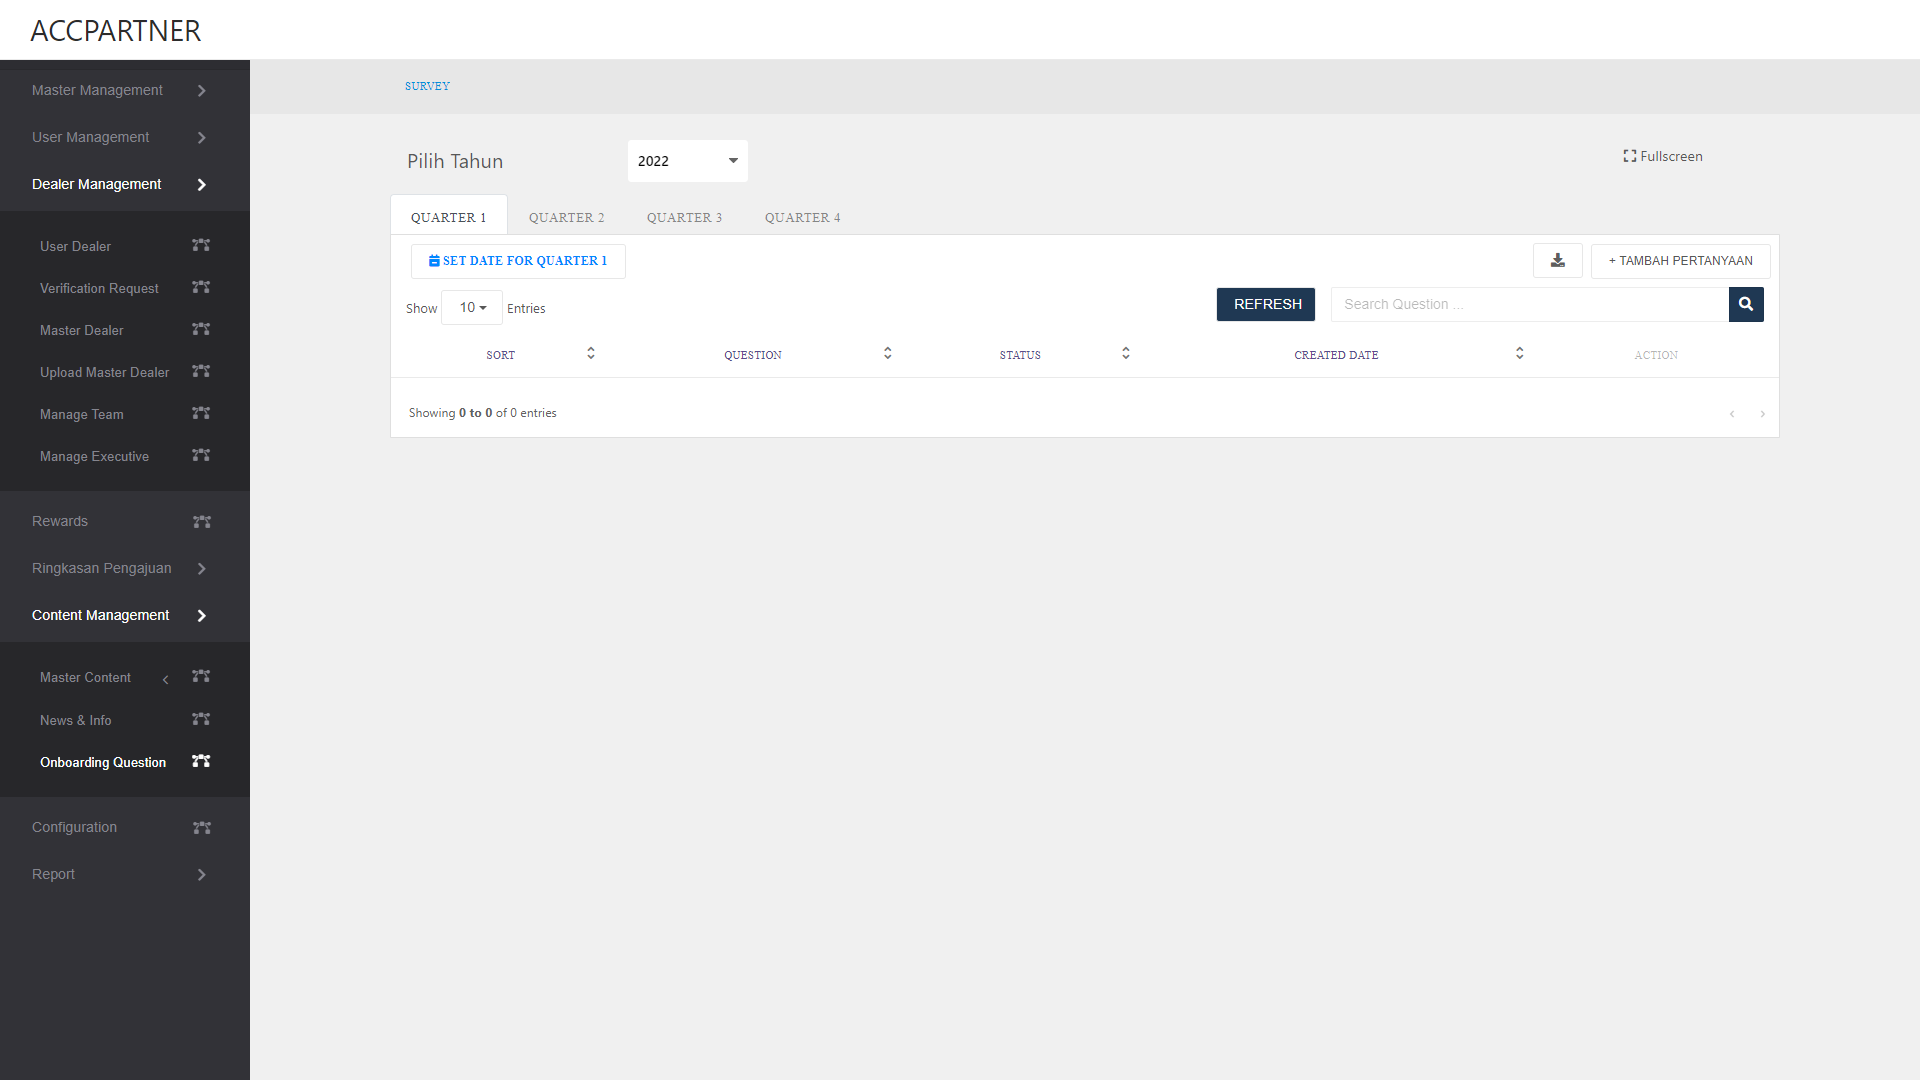 ACCPARTNER
Master Management
User Management
Dealer Management
User Dealer
Verification Request
Master Dealer
Upload Master Dealer
Manage Team
Manage Executive
Rewards
Ringkasan Pengajuan
Content Management
Master Content
News & Info
Onboarding Question
Configuration
Report
SURVEY
Pilih Tahun 2022 Fullscreen
QUARTER 1 QUARTER 2 QUARTER 3 QUARTER 4
SET DATE FOR QUARTER 1 + TAMBAH PERTANYAAN
Show 10 Entries REFRESH Search Question ...
SORT QUESTION STATUS CREATED DATE ACTION
Showing 0 to 0 of 0 entries